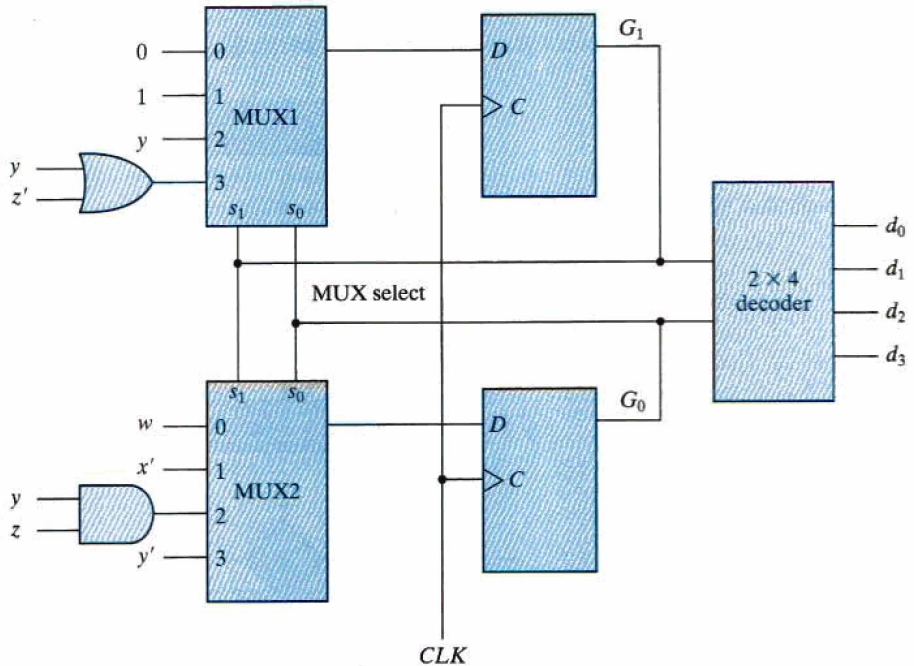 G₁
0
0
D
1
1
C
MUX1
y
2
y
z′
3
s₁
s₀
d₀
d₁
2 × 4
decoder
MUX select
d₂
d₃
s₁
s₀
G₀
w
0
D
x′
1
C
MUX2
y
z
2
y′
3
CLK